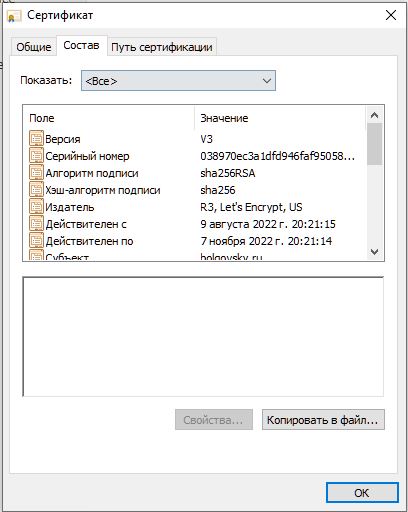 Сертификат
Общие Состав Путь сертификации
Показать: <Все>
Поле Значение
Версия V3
Серийный номер 038970ec3a1dfd946faf95058...
Алгоритм подписи sha256RSA
Хэш-алгоритм подписи sha256
Издатель R3, Let's Encrypt, US
Действителен с 9 августа 2022 г. 20:21:15
Действителен по 7 ноября 2022 г. 20:21:14
Субъект bolgovsky.ru
Свойства... Копировать в файл...
ОК